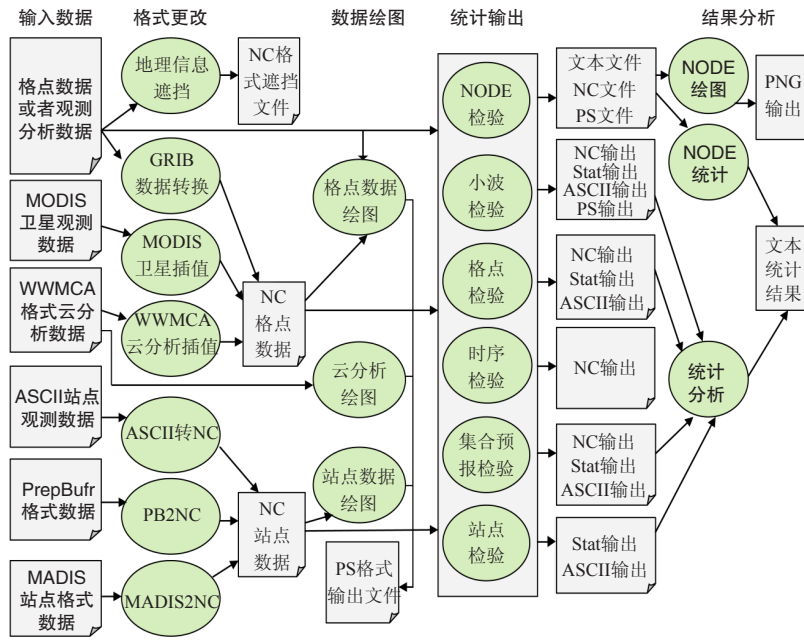 输入数据
格式更改
数据绘图
统计输出
结果分析
格点数据
或者观测
分析数据
MODIS
卫星观测
数据
WWMCA
格式云分
析数据
ASCII站点
观测数据
PrepBufr
格式数据
MADIS
站点格式
数据
地理信息
遮挡
NC格
式遮挡
文件
GRIB
数据转换
MODIS
卫星插值
WWMCA
云分析插值
NC
格点
数据
ASCII转NC
PB2NC
MADIS2NC
NC
站点
数据
格点数据
绘图
云分析
绘图
站点数据
绘图
PS格式
输出文件
NODE
检验
小波
检验
格点
检验
时序
检验
集合预
报检验
站点
检验
文本文件
NC文件
PS文件
NC输出
Stat输出
ASCII输出
PS输出
NC输出
Stat输出
ASCII输出
NC输出
NC输出
Stat输出
ASCII输出
Stat输出
ASCII输出
NODE
绘图
NODE
统计
统计
分析
PNG
输出
文本
统计
结果